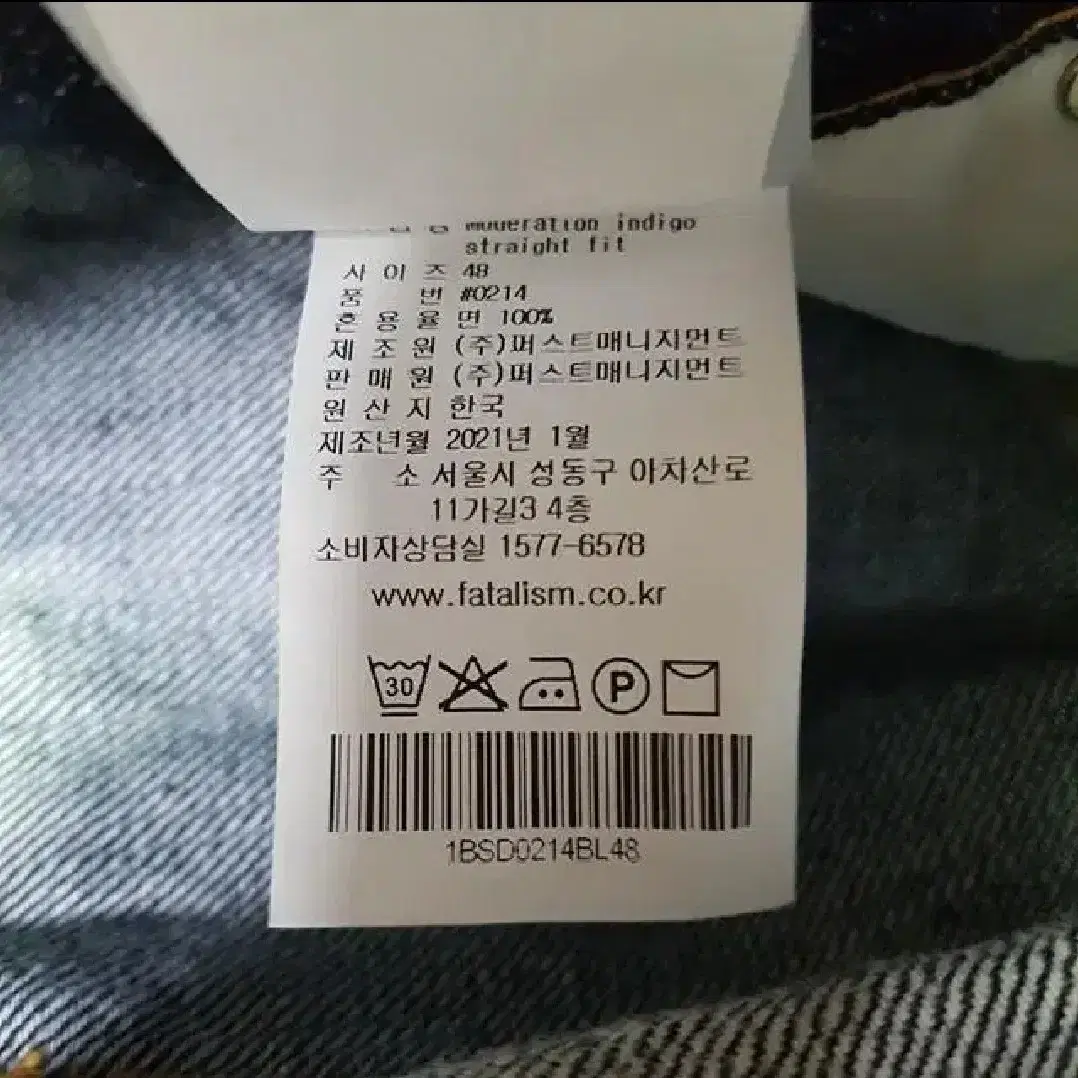 indigo
straight fit
사 이 즈 48
품 번 #0214
혼 용 율 면 100%
제 조 원 (주)퍼스트매니지먼트
판 매 원 (주)퍼스트매니지먼트
원 산 지 한국
제조년월 2021년 1월
주 소 서울시 성동구 아차산로
11가길3 4층
소비자상담실 1577-6578
www.fatalism.co.kr
30 P
1BSD0214BL48